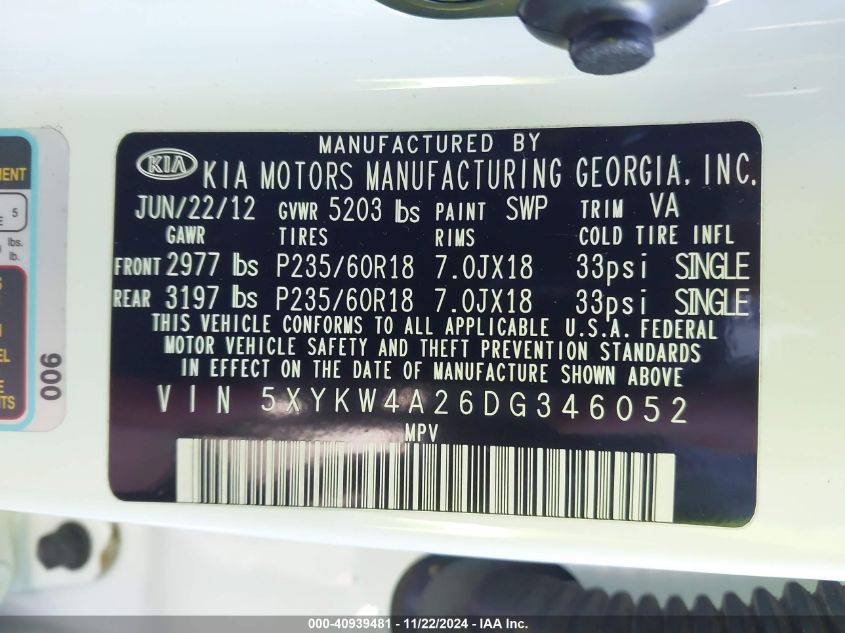 MANUFACTURED BY
KIA KIA MOTORS MANUFACTURING GEORGIA, INC.
JUN/22/12 GVWR 5203 lbs PAINT SWP TRIM VA
GAWR TIRES RIMS COLD TIRE INFL
FRONT 2977 lbs P235/60R18 7.0JX18 33psi SINGLE
REAR 3197 lbs P235/60R18 7.0JX18 33psi SINGLE
THIS VEHICLE CONFORMS TO ALL APPLICABLE U.S.A. FEDERAL
MOTOR VEHICLE SAFETY AND THEFT PREVENTION STANDARDS
IN EFFECT ON THE DATE OF MANUFACTURE SHOWN ABOVE
VIN 5XYKW4A26DG346052
MPV
5
lbs.
lb.
006
000-40939481 - 11/22/2024 - IAA Inc.